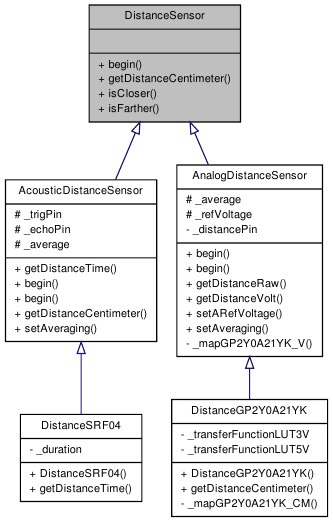 DistanceSensor
+ begin()
+ getDistanceCentimeter()
+ isCloser()
+ isFarther()
AcousticDistanceSensor
# _trigPin
# _echoPin
# _average
+ getDistanceTime()
+ begin()
+ begin()
+ getDistanceCentimeter()
+ setAveraging()
AnalogDistanceSensor
# _average
# _refVoltage
- _distancePin
+ begin()
+ begin()
+ getDistanceRaw()
+ getDistanceVolt()
+ setARefVoltage()
+ setAveraging()
- _mapGP2Y0A21YK_V()
DistanceSRF04
- _duration
+ DistanceSRF04()
+ getDistanceTime()
DistanceGP2Y0A21YK
- _transferFunctionLUT3V
- _transferFunctionLUT5V
+ DistanceGP2Y0A21YK()
+ getDistanceCentimeter()
- _mapGP2Y0A21YK_CM()